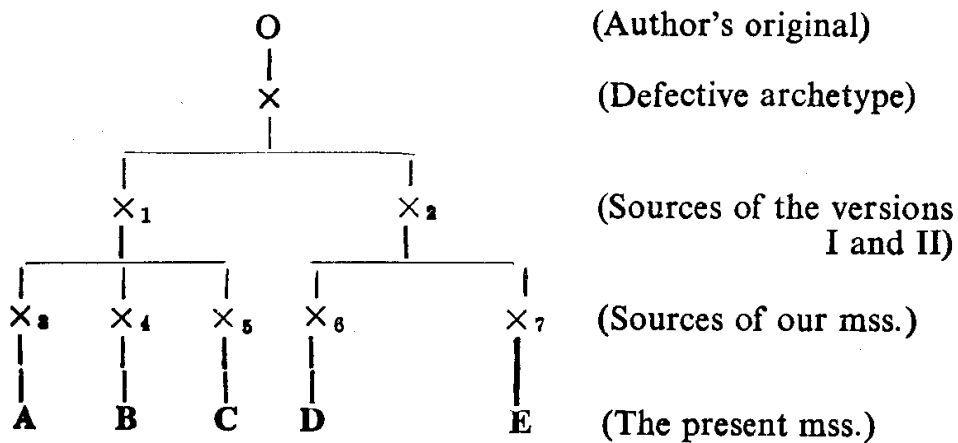 O (Author's original)
× (Defective archetype)
×₁ ×₂ (Sources of the versions
I and II)
×₃ ×₄ ×₅ ×₆ ×₇ (Sources of our mss.)
A B C D E (The present mss.)